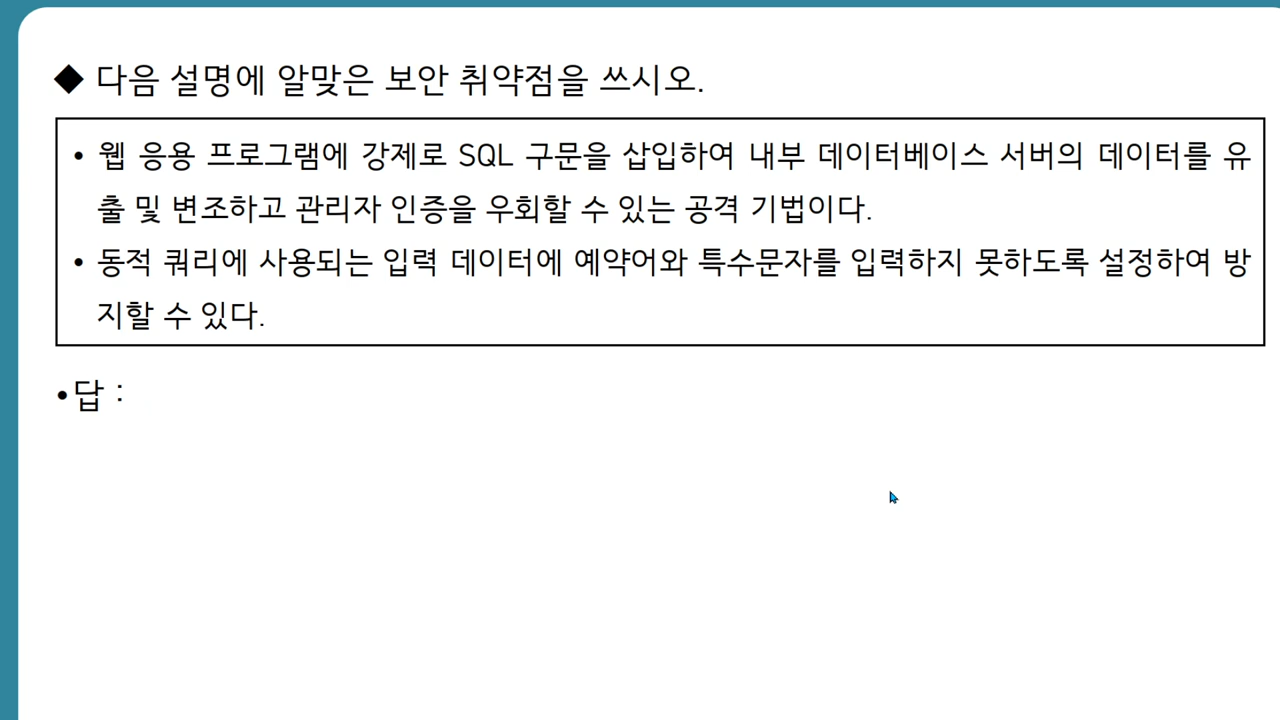 ◆ 다음 설명에 알맞은 보안 취약점을 쓰시오.
• 웹 응용 프로그램에 강제로 SQL 구문을 삽입하여 내부 데이터베이스 서버의 데이터를 유
출 및 변조하고 관리자 인증을 우회할 수 있는 공격 기법이다.
• 동적 쿼리에 사용되는 입력 데이터에 예약어와 특수문자를 입력하지 못하도록 설정하여 방
지할 수 있다.
•답 :